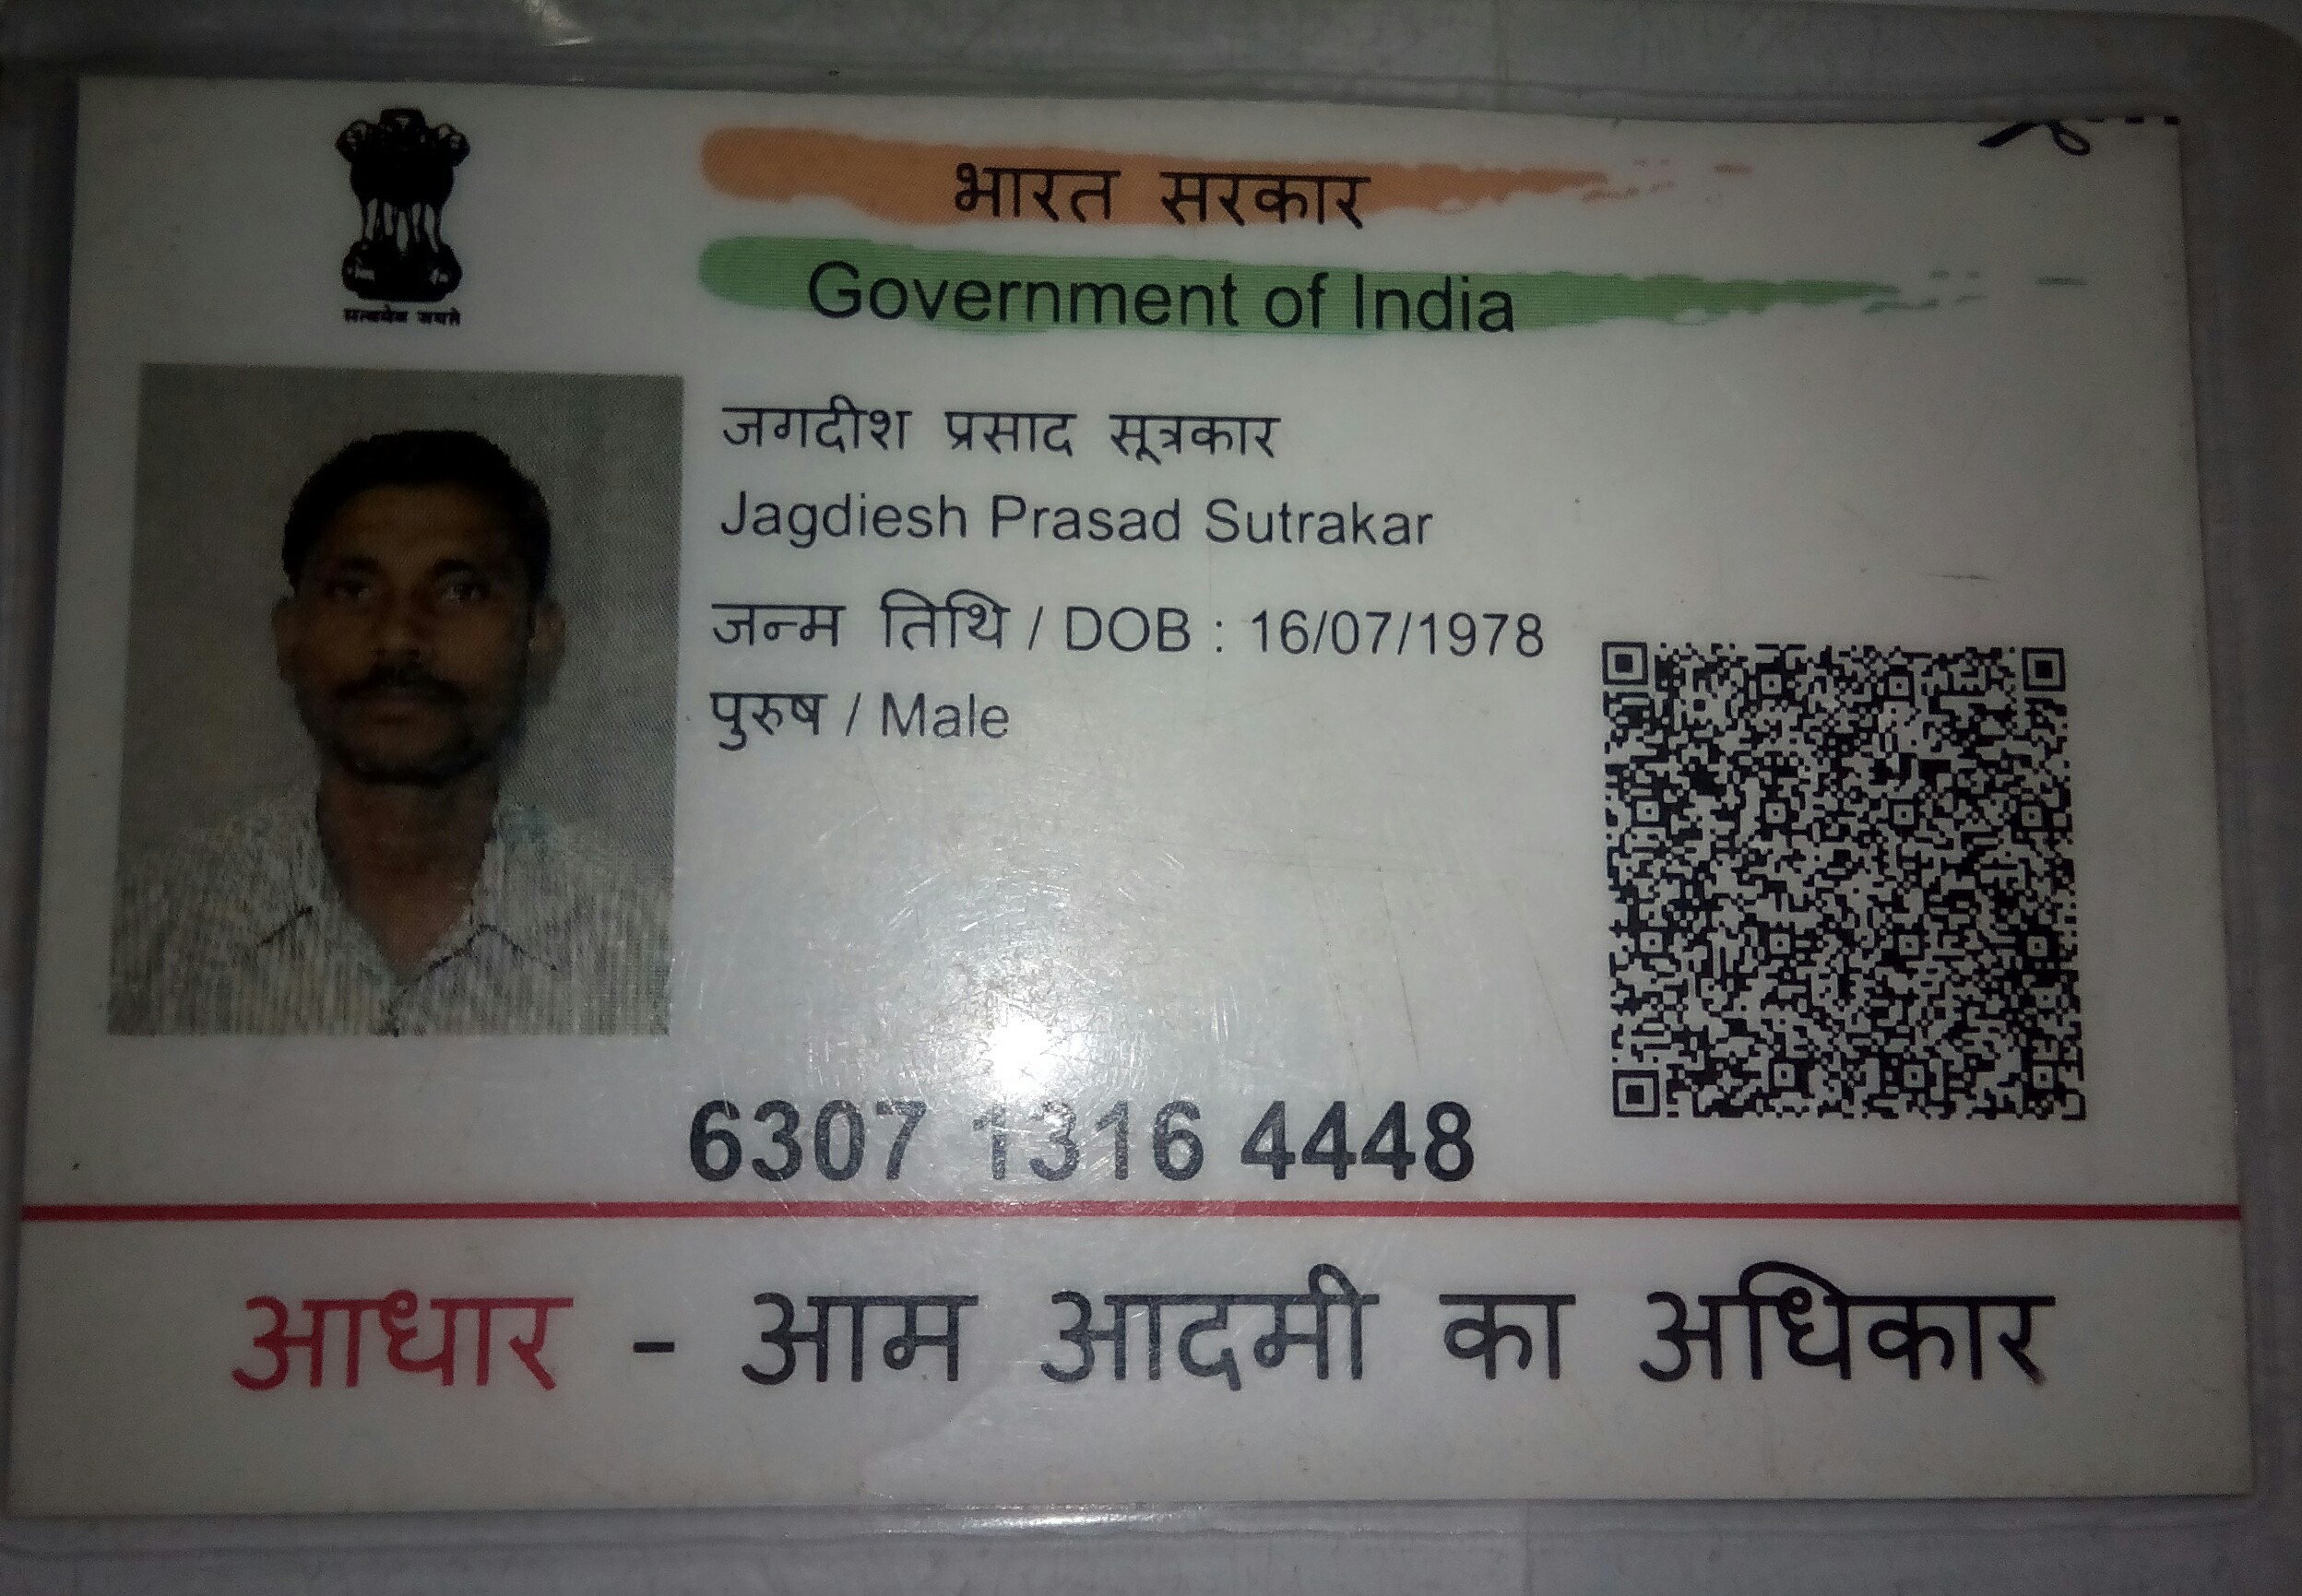 भारत सरकार
Government of India
सत्यमेव जयते
जगदीश प्रसाद सूत्रकार
Jagdiesh Prasad Sutrakar
जन्म तिथि / DOB : 16/07/1978
पुरुष / Male
6307 1316 4448
आधार - आम आदमी का अधिकार